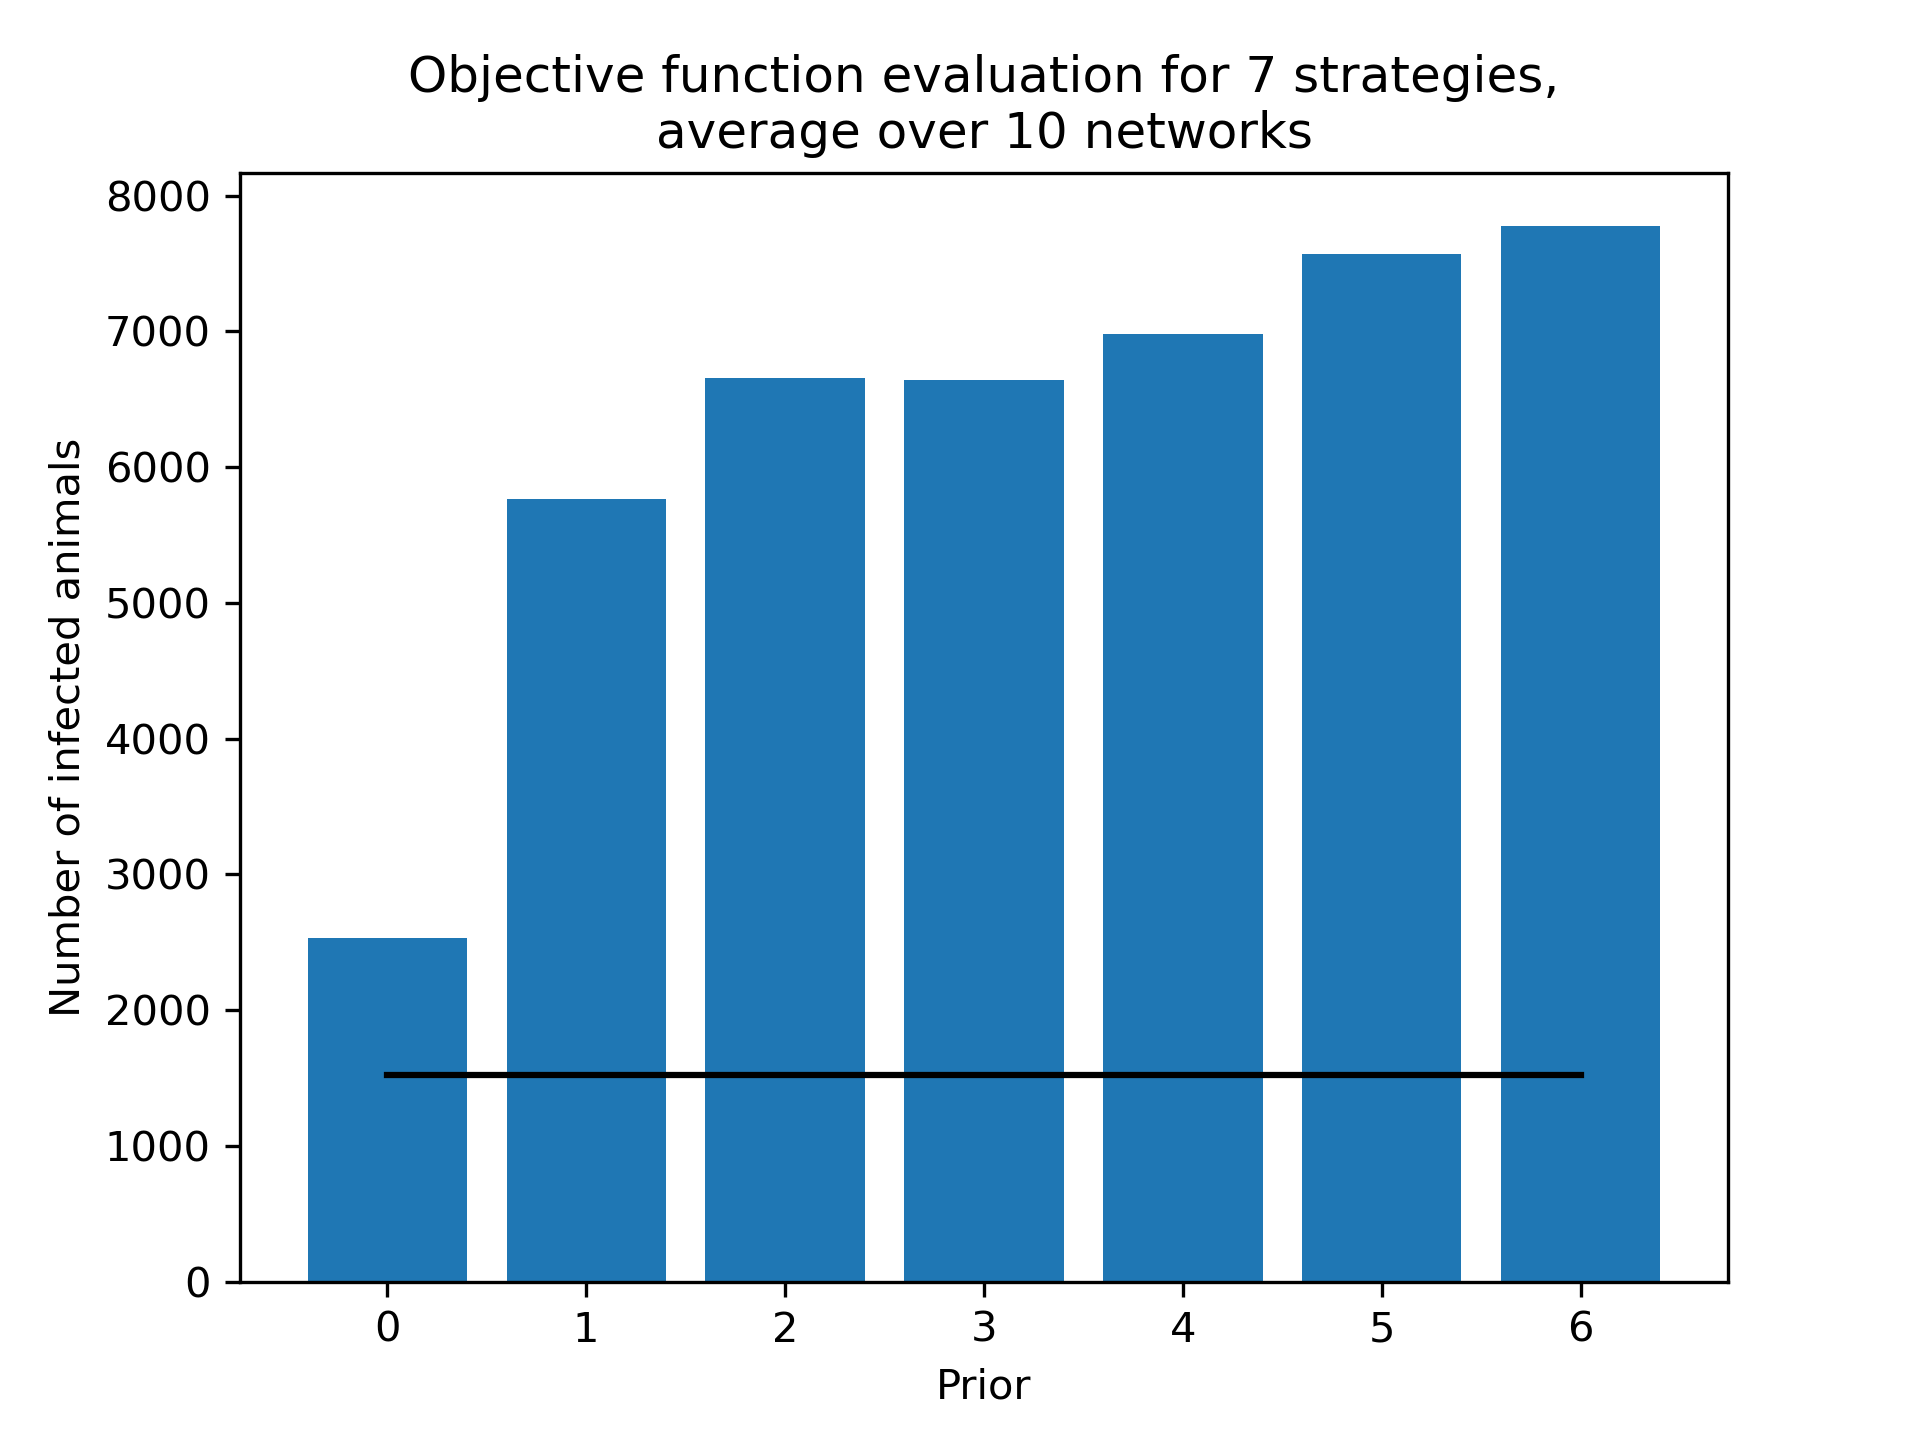 Objective function evaluation for 7 strategies,
average over 10 networks
8000
7000
6000
5000
4000
3000
2000
1000
0
Number of infected animals
0 1 2 3 4 5 6
Prior